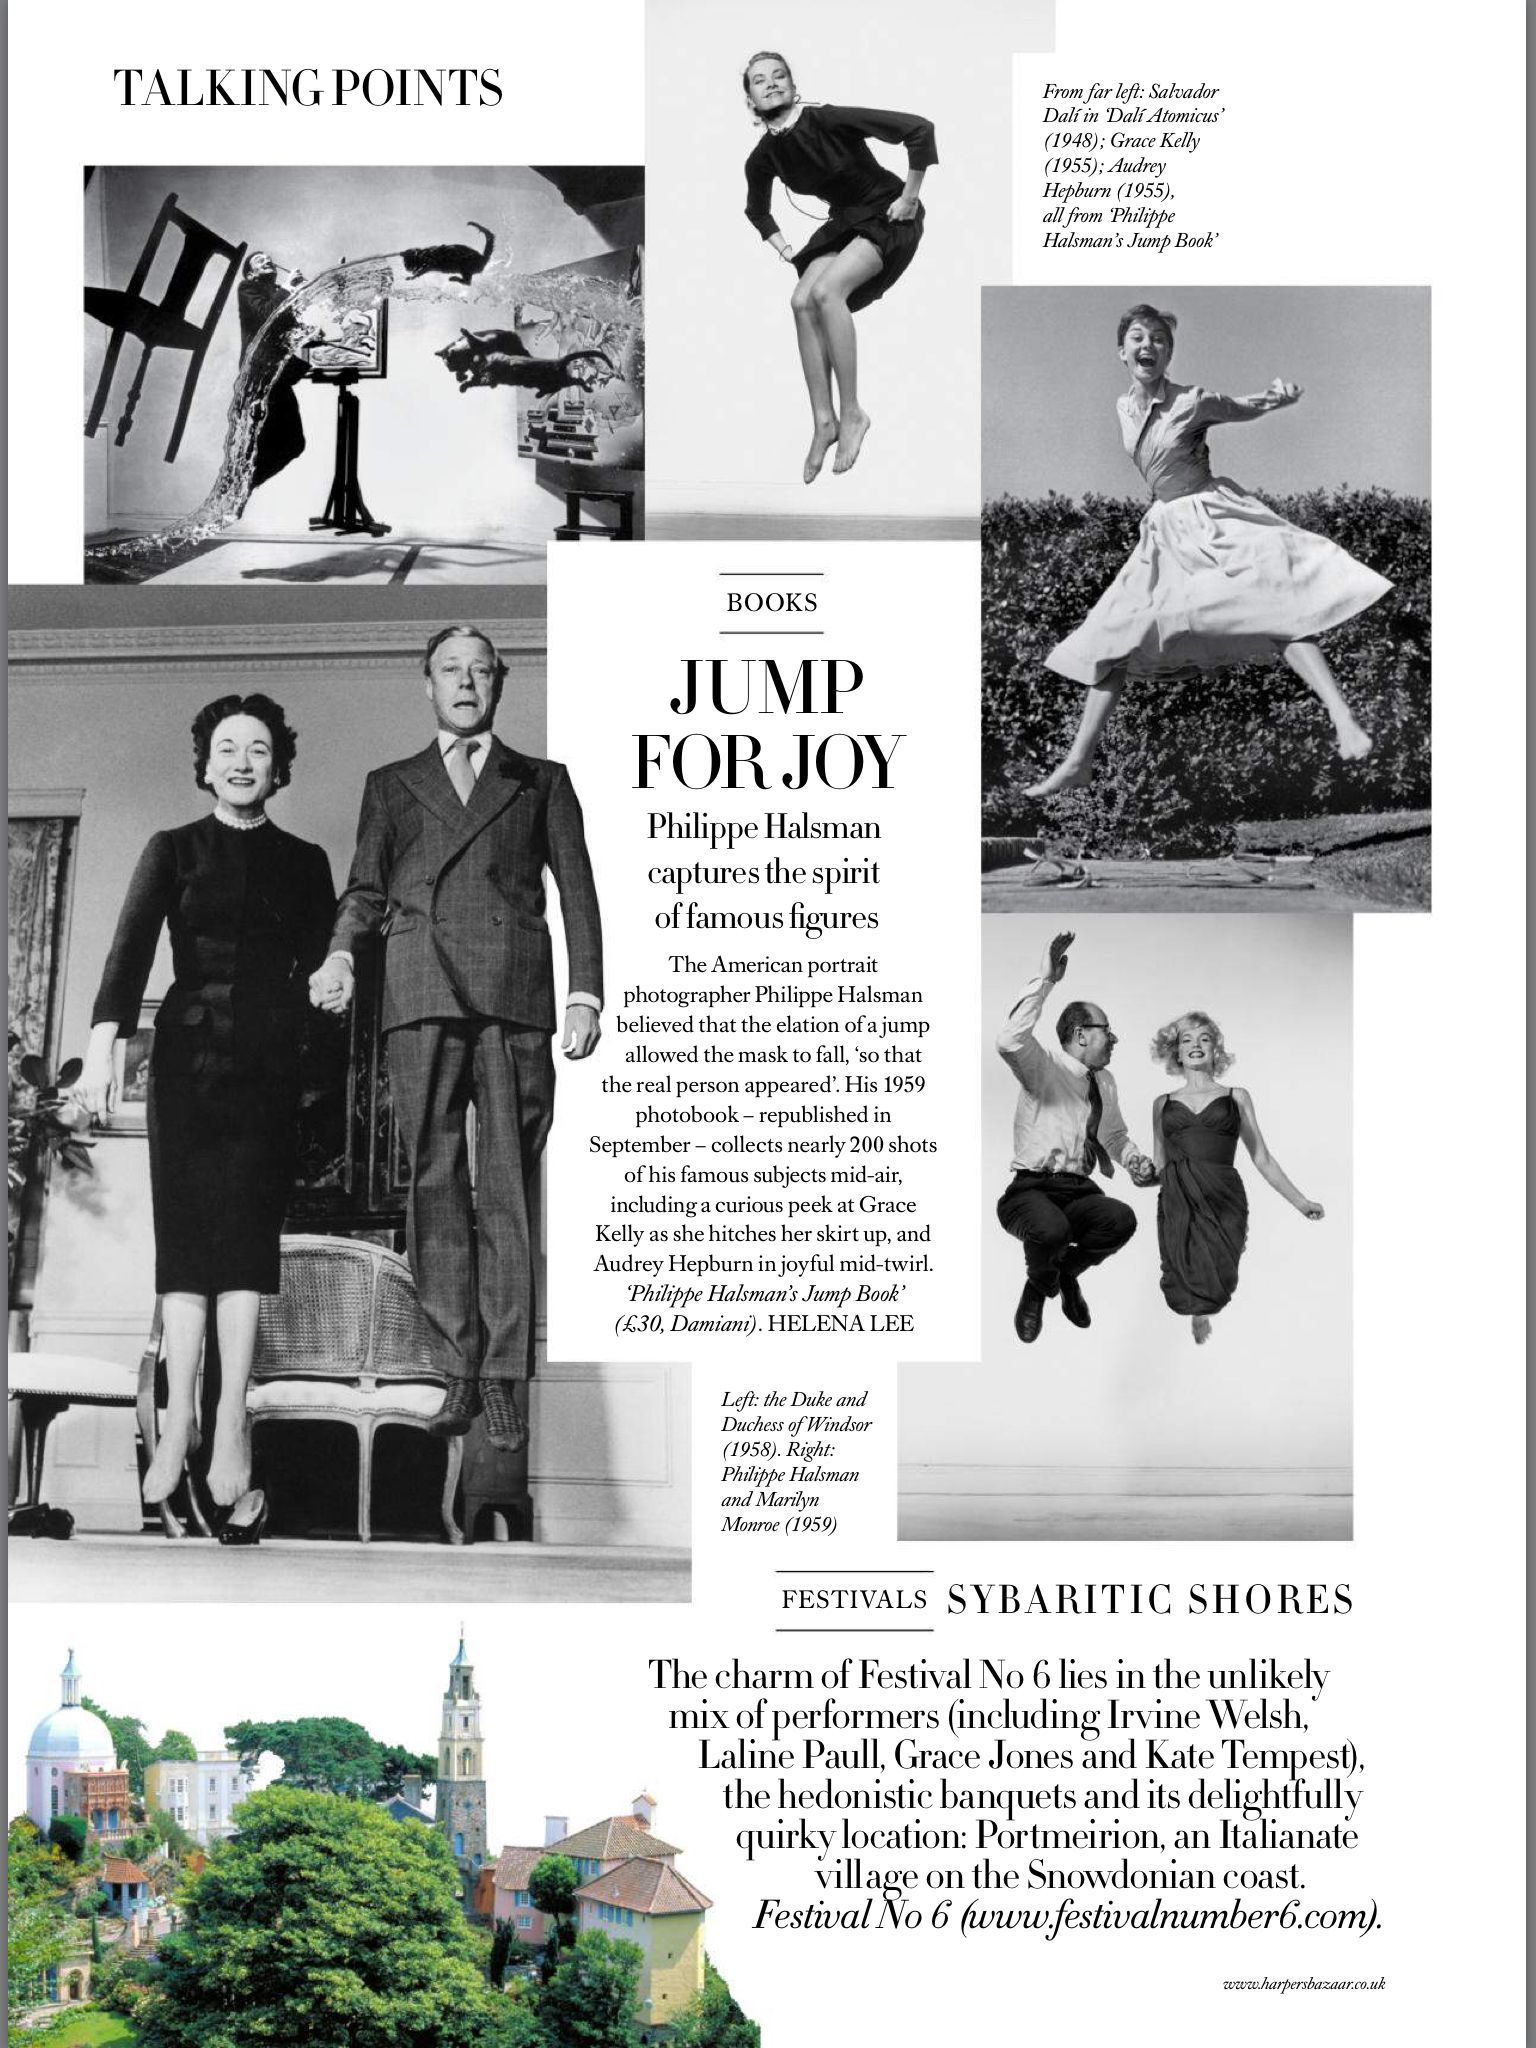 TALKING POINTS
From far left: Salvador
Dalí in ‘Dalí Atomicus’
(1948); Grace Kelly
(1955); Audrey
Hepburn (1955),
all from ‘Philippe
Halsman’s Jump Book’
BOOKS
JUMP
FOR JOY
Philippe Halsman
captures the spirit
of famous figures
The American portrait
photographer Philippe Halsman
believed that the elation of a jump
allowed the mask to fall, ‘so that
the real person appeared’. His 1959
photobook – republished in
September – collects nearly 200 shots
of his famous subjects mid-air,
including a curious peek at Grace
Kelly as she hitches her skirt up, and
Audrey Hepburn in joyful mid-twirl.
‘Philippe Halsman’s Jump Book’
(£30, Damiani). HELENA LEE
Left: the Duke and
Duchess of Windsor
(1958). Right:
Philippe Halsman
and Marilyn
Monroe (1959)
FESTIVALS SYBARITIC SHORES
The charm of Festival No 6 lies in the unlikely
mix of performers (including Irvine Welsh,
Laline Paull, Grace Jones and Kate Tempest),
the hedonistic banquets and its delightfully
quirky location: Portmeirion, an Italianate
village on the Snowdonian coast.
Festival No 6 (www.festivalnumber6.com).
www.harpersbazaar.co.uk